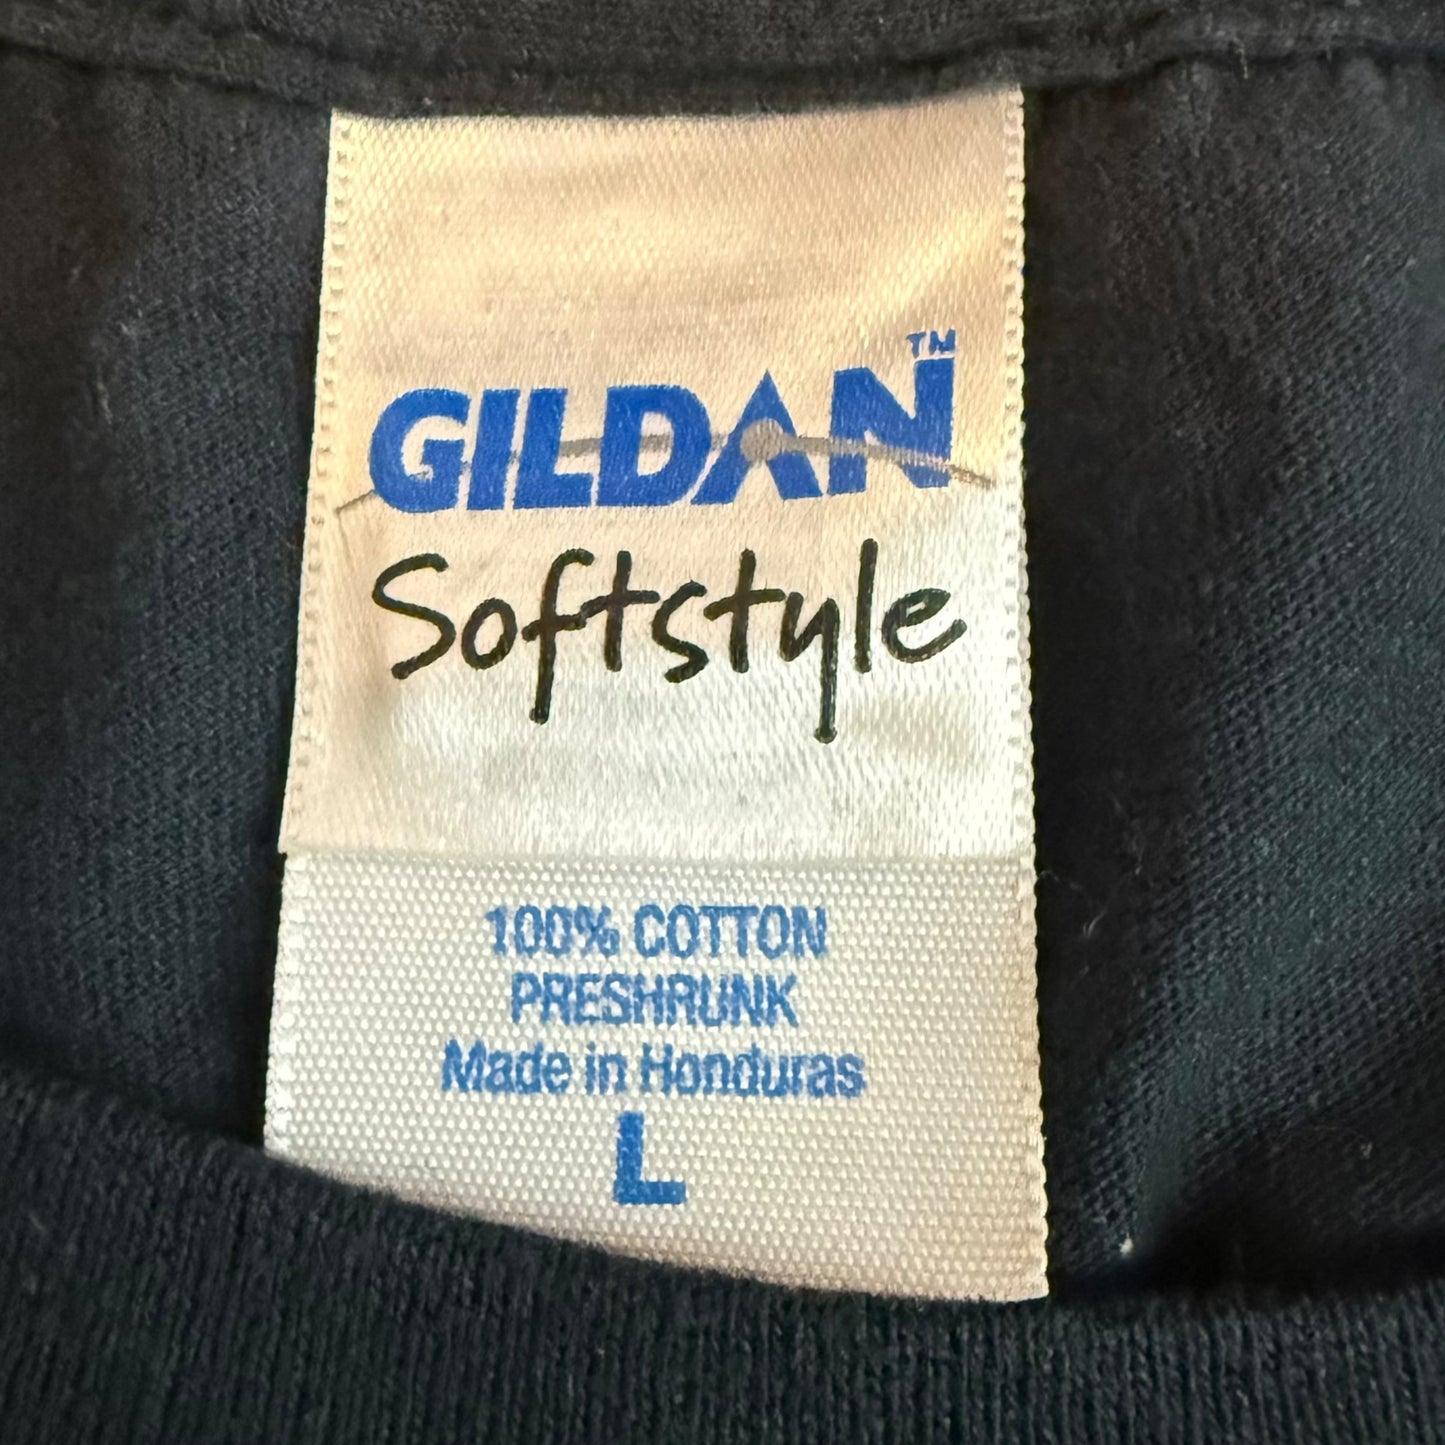 GILDAN™
Softstyle
100% COTTON
PRESHRUNK
Made in Honduras
L